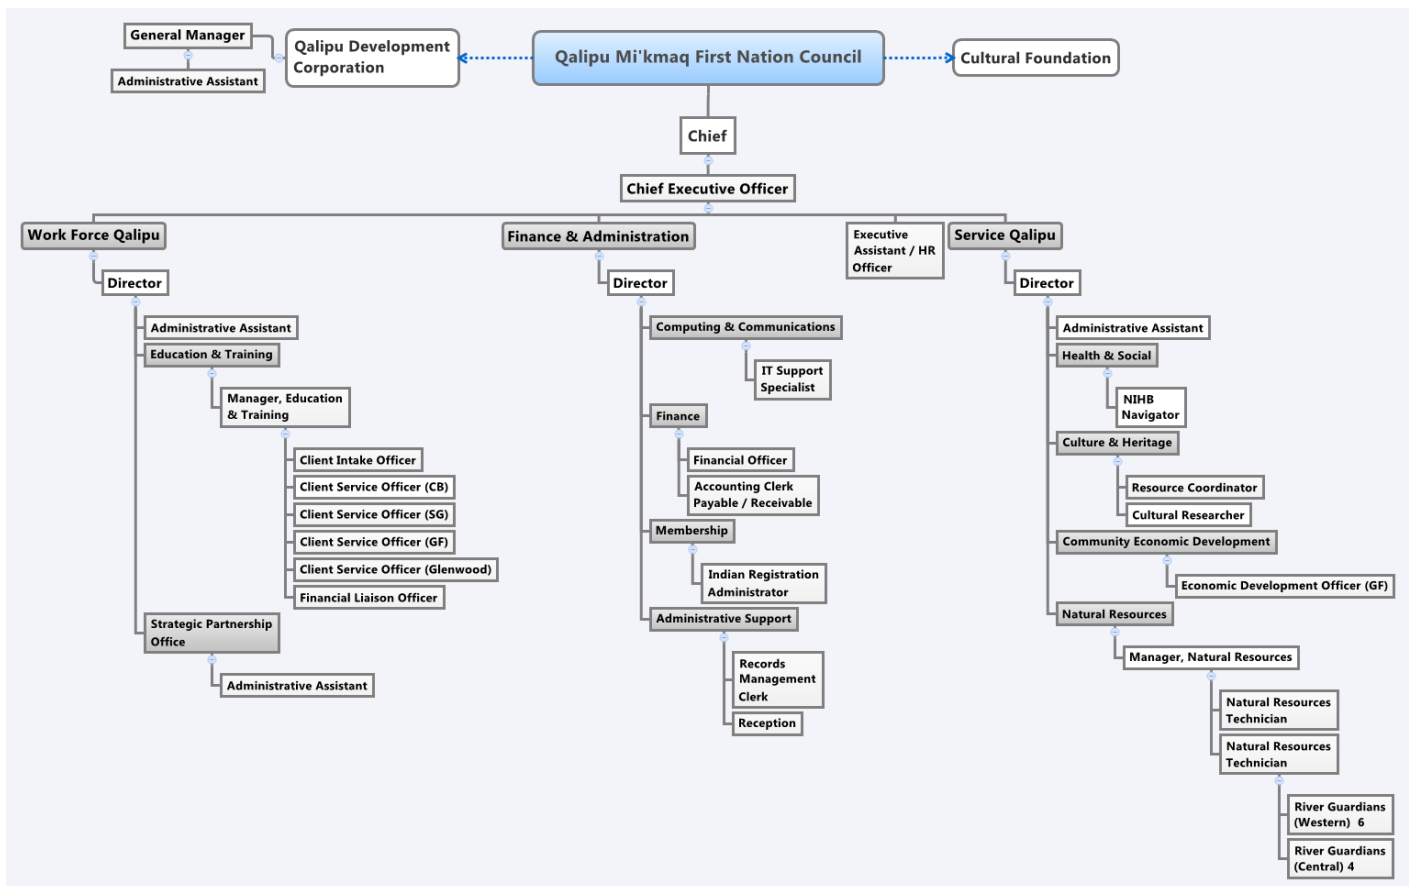 General Manager
Administrative Assistant
Qalipu Development
Corporation
Qalipu Mi'kmaq First Nation Council
Cultural Foundation
Chief
Chief Executive Officer
Work Force Qalipu
Director
Administrative Assistant
Education & Training
Manager, Education
& Training
Client Intake Officer
Client Service Officer (CB)
Client Service Officer (SG)
Client Service Officer (GF)
Client Service Officer (Glenwood)
Financial Liaison Officer
Strategic Partnership
Office
Administrative Assistant
Finance & Administration
Director
Computing & Communications
IT Support
Specialist
Finance
Financial Officer
Accounting Clerk
Payable / Receivable
Membership
Indian Registration
Administrator
Administrative Support
Records
Management
Clerk
Reception
Executive
Assistant / HR
Officer
Service Qalipu
Director
Administrative Assistant
Health & Social
NIHB
Navigator
Culture & Heritage
Resource Coordinator
Cultural Researcher
Community Economic Development
Economic Development Officer (GF)
Natural Resources
Manager, Natural Resources
Natural Resources
Technician
Natural Resources
Technician
River Guardians
(Western) 6
River Guardians
(Central) 4